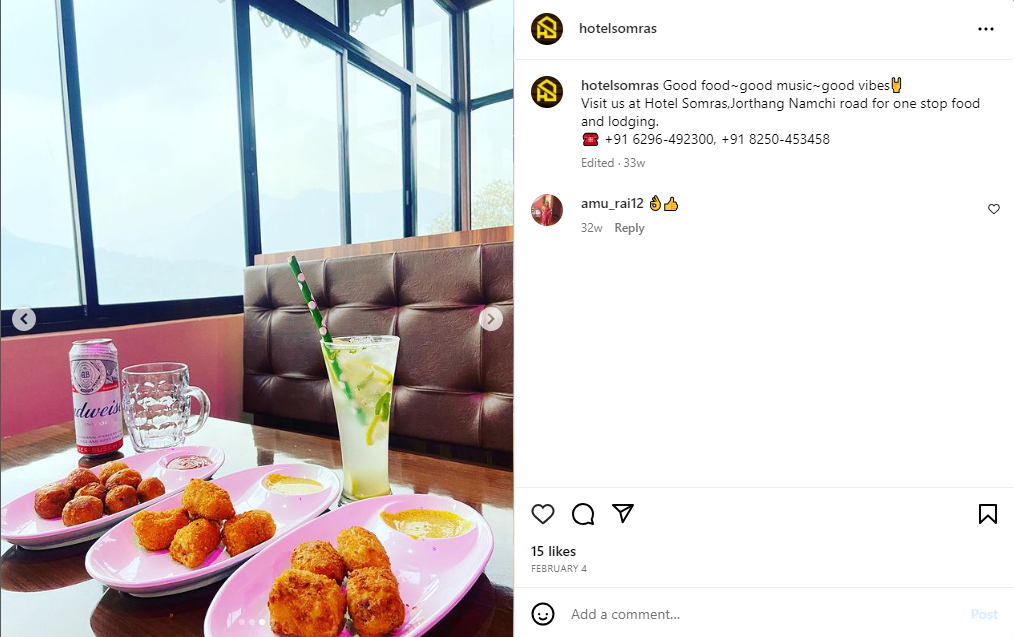 hotelsomras
hotelsomras Good food~good music~good vibes🤘
Visit us at Hotel Somras,Jorthang Namchi road for one stop food
and lodging.
☎️ +91 6296-492300, +91 8250-453458
Edited · 33w
amu_rai12 👌👍
32w Reply
15 likes
FEBRUARY 4
Add a comment... Post